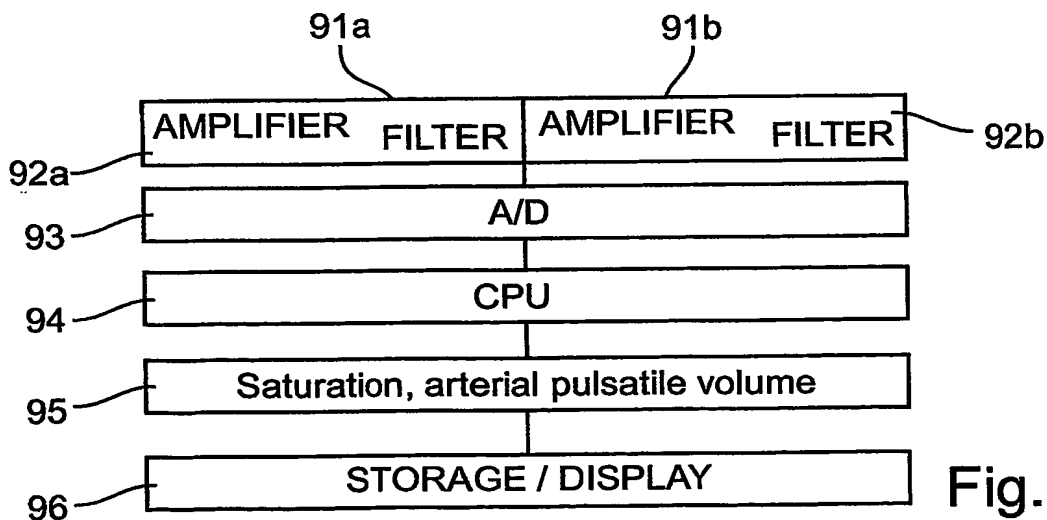 91a 91b
AMPLIFIER FILTER AMPLIFIER FILTER
92a 92b
A/D
93
CPU
94
Saturation, arterial pulsatile volume
95
STORAGE / DISPLAY
96
Fig.